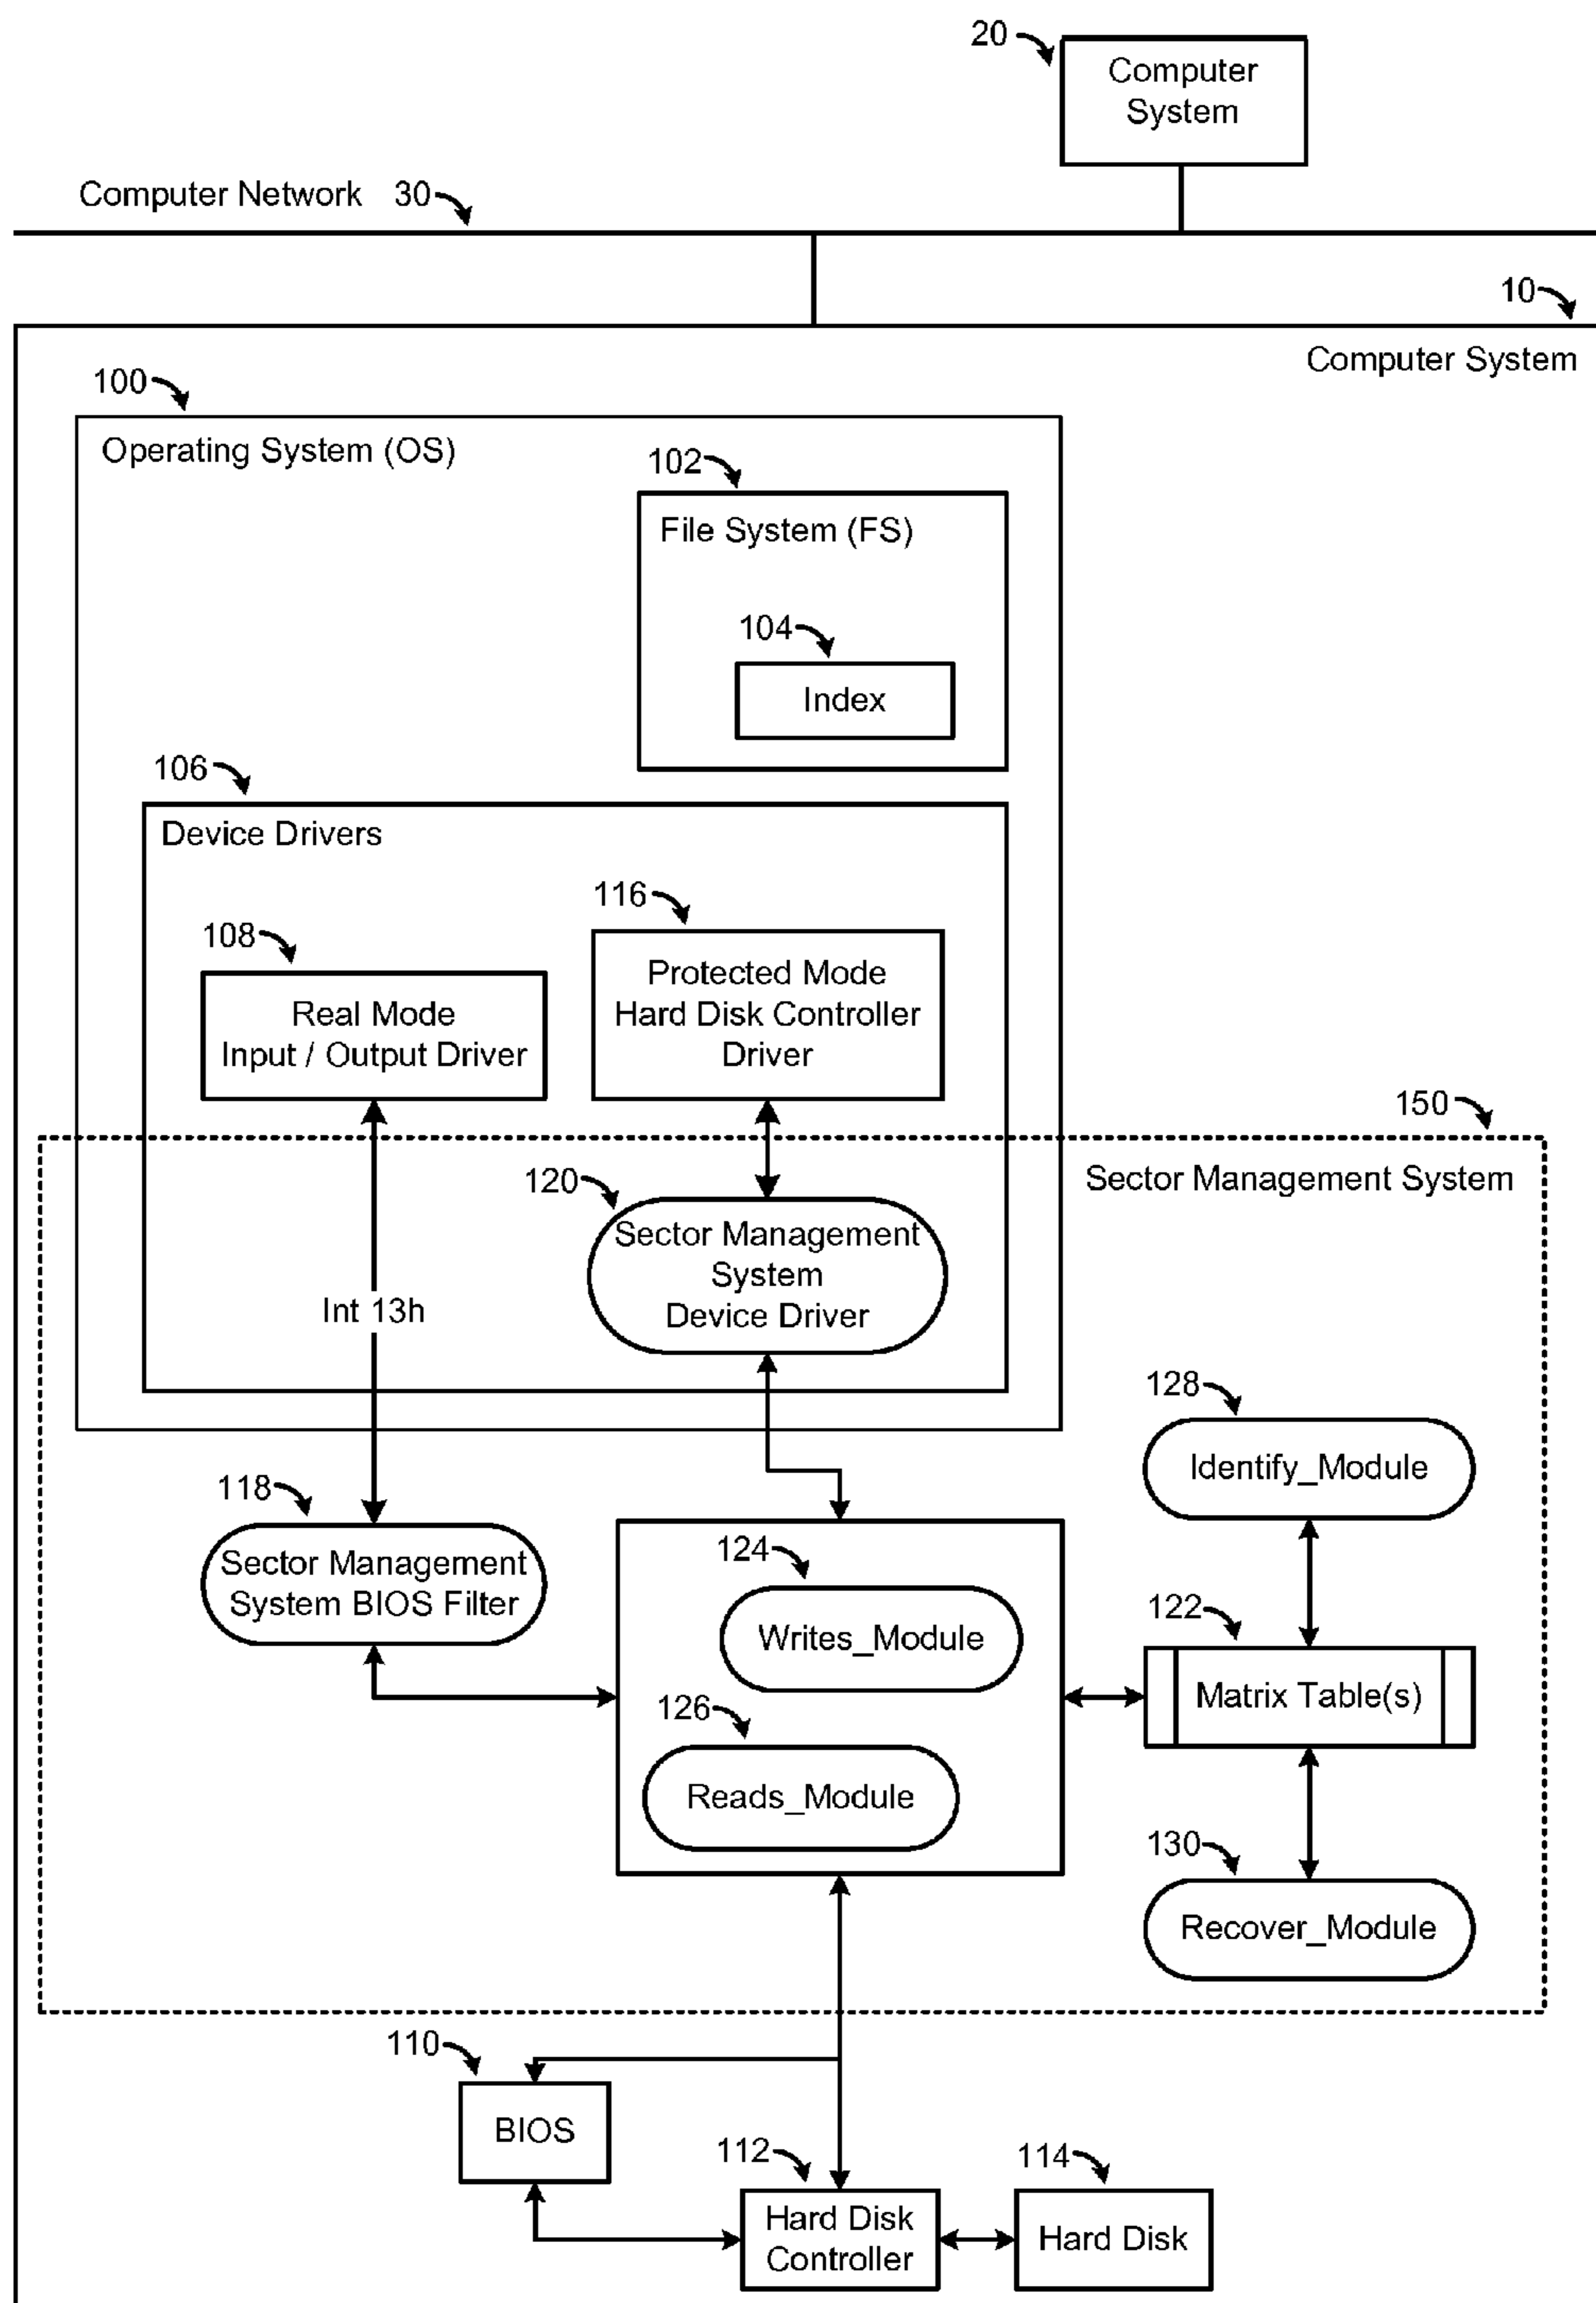 20
Computer
System
Computer Network 30
10
Computer System
100
Operating System (OS)
102
File System (FS)
104
Index
106
Device Drivers
116
108
Protected Mode
Hard Disk Controller
Driver
Real Mode
Input / Output Driver
150
Sector Management System
120
Sector Management
System
Device Driver
Int 13h
128
Identify_Module
118
Sector Management
System BIOS Filter
124
Writes_Module
122
Matrix Table(s)
126
Reads_Module
130
Recover_Module
110
BIOS
112
Hard Disk
Controller
114
Hard Disk